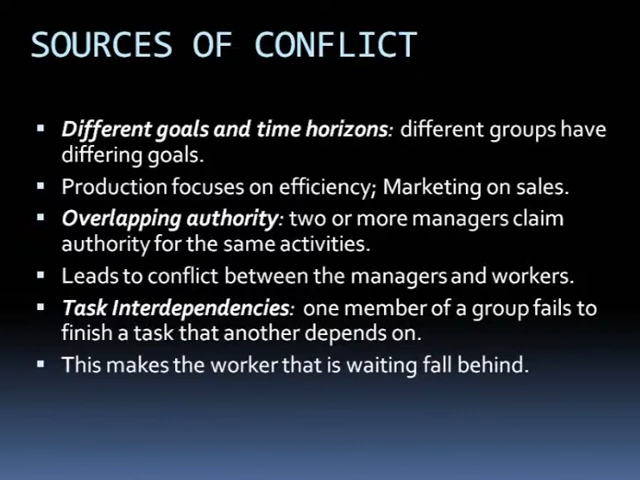 SOURCES OF CONFLICT
▪ Different goals and time horizons: different groups have
differing goals.
▪ Production focuses on efficiency; Marketing on sales.
▪ Overlapping authority: two or more managers claim
authority for the same activities.
▪ Leads to conflict between the managers and workers.
▪ Task Interdependencies: one member of a group fails to
finish a task that another depends on.
▪ This makes the worker that is waiting fall behind.